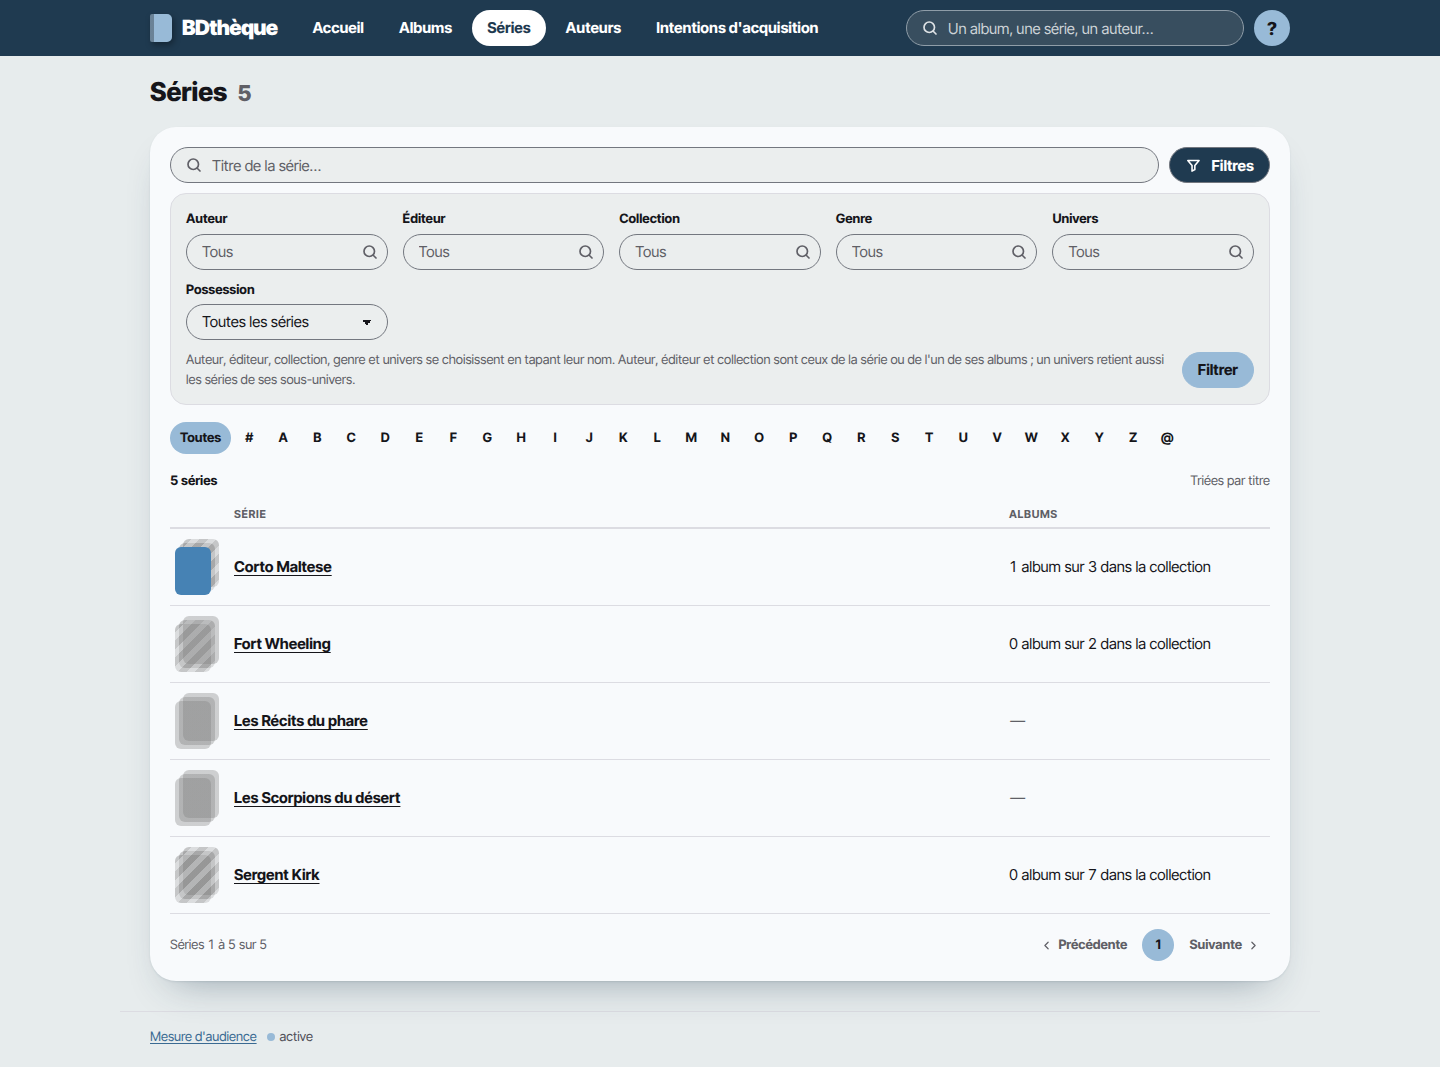 BDthèque Accueil Albums Séries Auteurs Intentions d'acquisition Un album, une série, un auteur... ?
Séries 5
Titre de la série... Filtres
Auteur Éditeur Collection Genre Univers
Tous Tous Tous Tous Tous
Possession
Toutes les séries
Auteur, éditeur, collection, genre et univers se choisissent en tapant leur nom. Auteur, éditeur et collection sont ceux de la série ou de l'un de ses albums ; un univers retient aussi
les séries de ses sous-univers.
Filtrer
Toutes # A B C D E F G H I J K L M N O P Q R S T U V W X Y Z @
5 séries Triées par titre
SÉRIE ALBUMS
Corto Maltese 1 album sur 3 dans la collection
Fort Wheeling 0 album sur 2 dans la collection
Les Récits du phare —
Les Scorpions du désert —
Sergent Kirk 0 album sur 7 dans la collection
Séries 1 à 5 sur 5 Précédente 1 Suivante
Mesure d'audience active